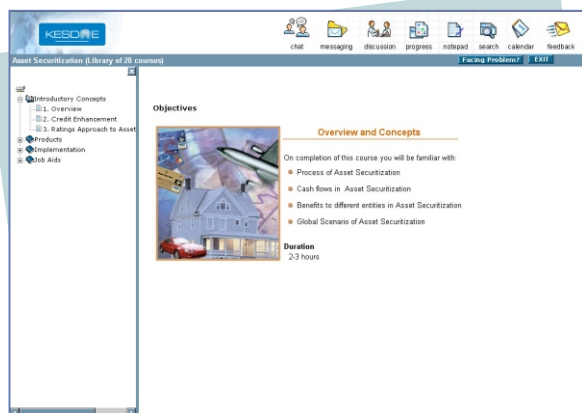 KESDEE
chat messaging discussion progress notepad search calendar feedback
Asset Securitization (Library of 20 courses) Facing Problem? EXIT
Introductory Concepts
1. Overview
2. Credit Enhancement
3. Ratings Approach to Asset
Products
Implementation
Job Aids
Objectives
Overview and Concepts
On completion of this course you will be familiar with:
Process of Asset Securitization
Cash flows in Asset Securitization
Benefits to different entities in Asset Securitization
Global Scenario of Asset Securitization
Duration
2-3 hours